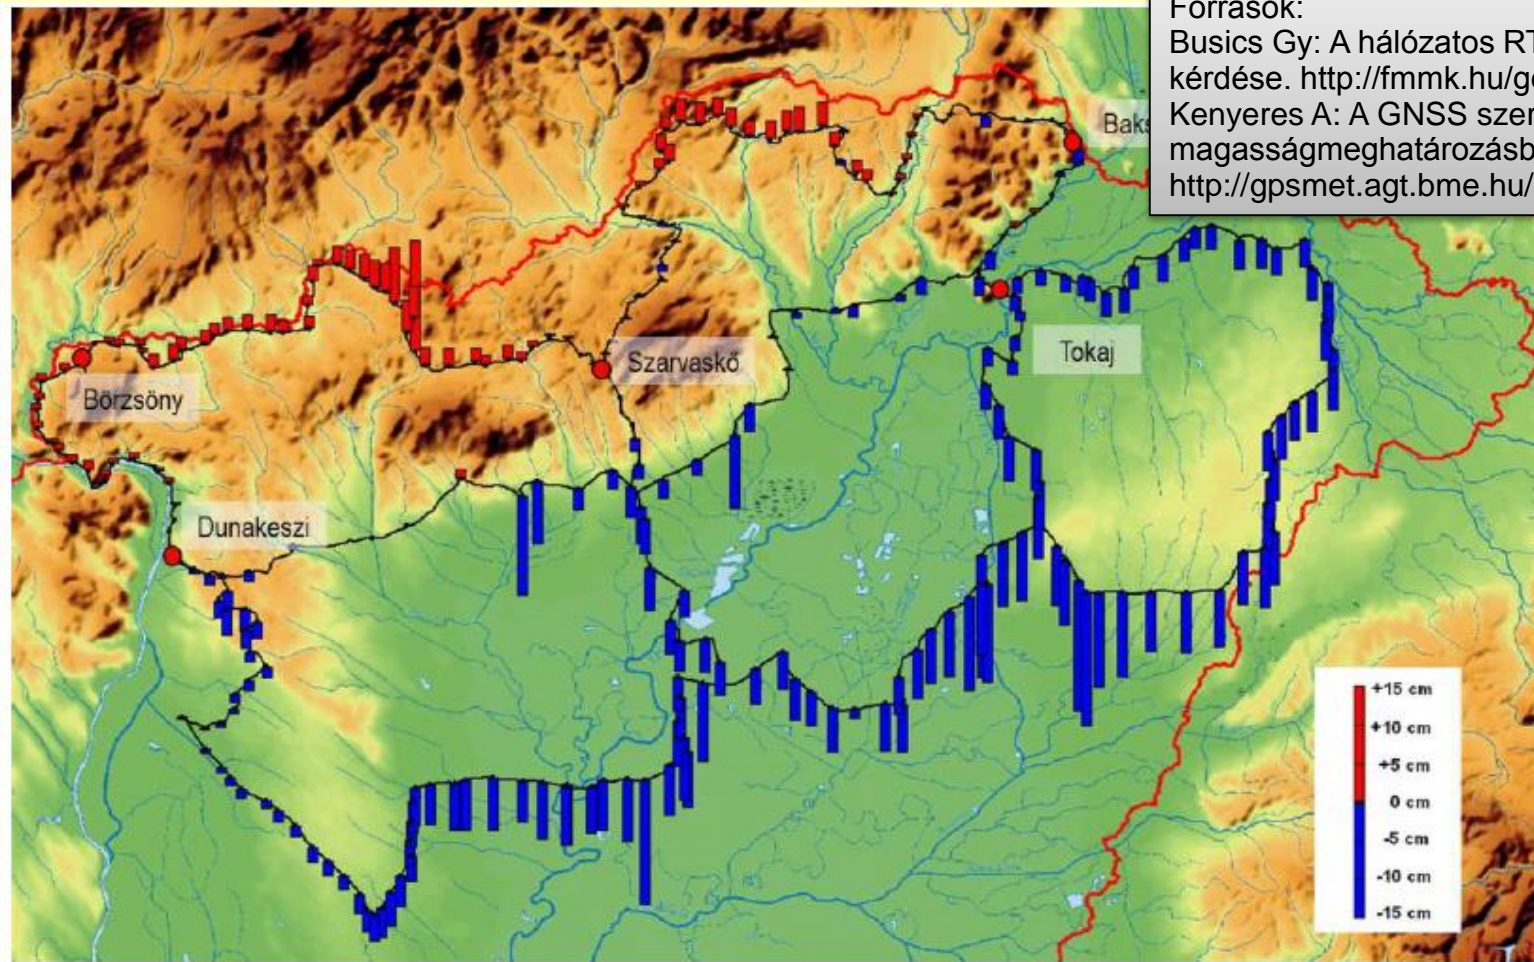 Források:
Busics Gy: A hálózatos RT
kérdése. http://fmmk.hu/g
Kenyeres A: A GNSS szer
magasságmeghatározásb
http://gpsmet.agt.bme.hu/
Baks
Szarvaskő
Tokaj
Börzsöny
Dunakeszi
+15 cm
+10 cm
+5 cm
0 cm
-5 cm
-10 cm
-15 cm